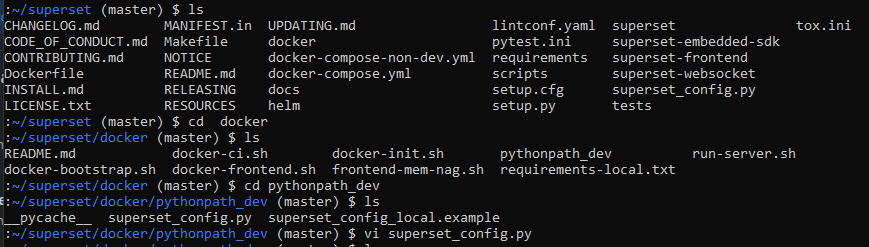 :~/superset (master) $ ls
CHANGELOG.md MANIFEST.in UPDATING.md lintconf.yaml superset tox.ini
CODE_OF_CONDUCT.md Makefile docker pytest.ini superset-embedded-sdk
CONTRIBUTING.md NOTICE docker-compose-non-dev.yml requirements superset-frontend
Dockerfile README.md docker-compose.yml scripts superset-websocket
INSTALL.md RELEASING docs setup.cfg superset_config.py
LICENSE.txt RESOURCES helm setup.py tests
:~/superset (master) $ cd  docker
:~/superset/docker (master) $ ls
README.md docker-ci.sh docker-init.sh pythonpath_dev run-server.sh
docker-bootstrap.sh docker-frontend.sh frontend-mem-nag.sh requirements-local.txt
:~/superset/docker (master) $ cd pythonpath_dev
:~/superset/docker/pythonpath_dev (master) $ ls
__pycache__ superset_config.py superset_config_local.example
:~/superset/docker/pythonpath_dev (master) $ vi superset_config.py